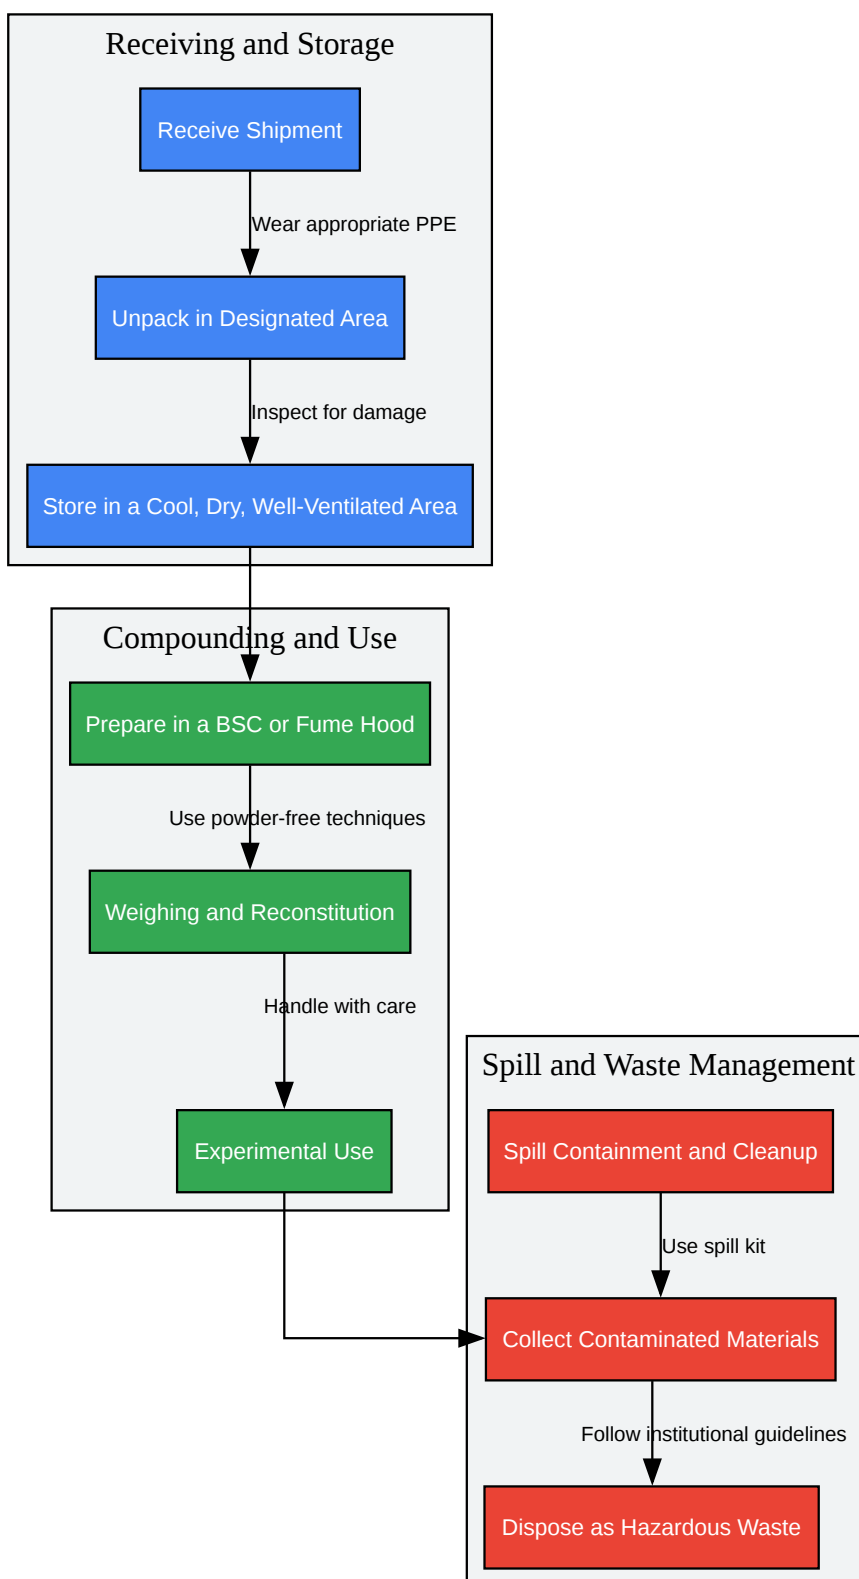 Receiving and Storage
Receive Shipment
Wear appropriate PPE
Unpack in Designated Area
Inspect for damage
Store in a Cool, Dry, Well-Ventilated Area
Compounding and Use
Prepare in a BSC or Fume Hood
Use powder-free techniques
Weighing and Reconstitution
Handle with care
Experimental Use
Spill and Waste Management
Spill Containment and Cleanup
Use spill kit
Collect Contaminated Materials
Follow institutional guidelines
Dispose as Hazardous Waste